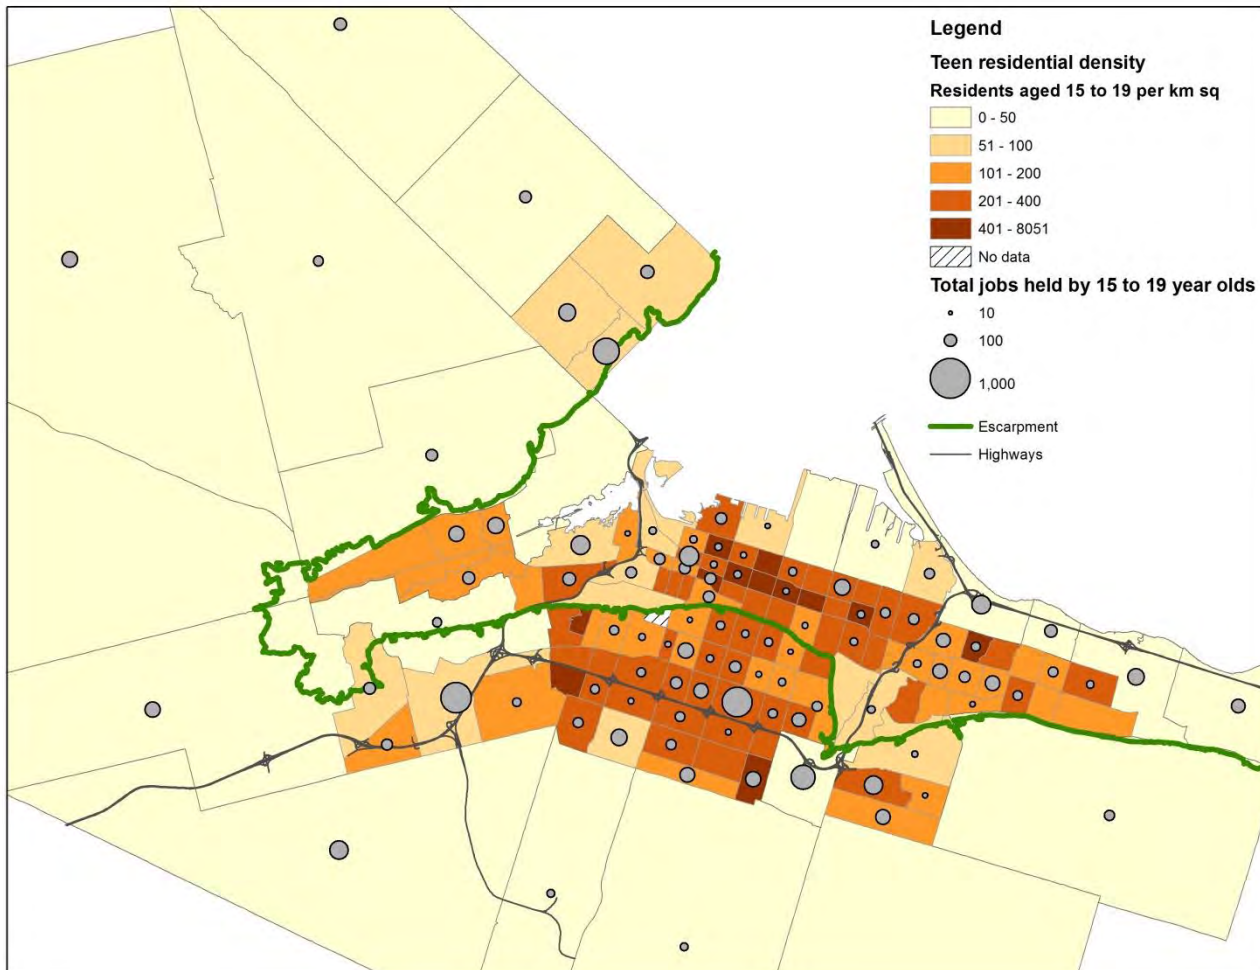 Legend
Teen residential density
Residents aged 15 to 19 per km sq
0 - 50
51 - 100
101 - 200
201 - 400
401 - 8051
No data
Total jobs held by 15 to 19 year olds
10
100
1,000
Escarpment
Highways